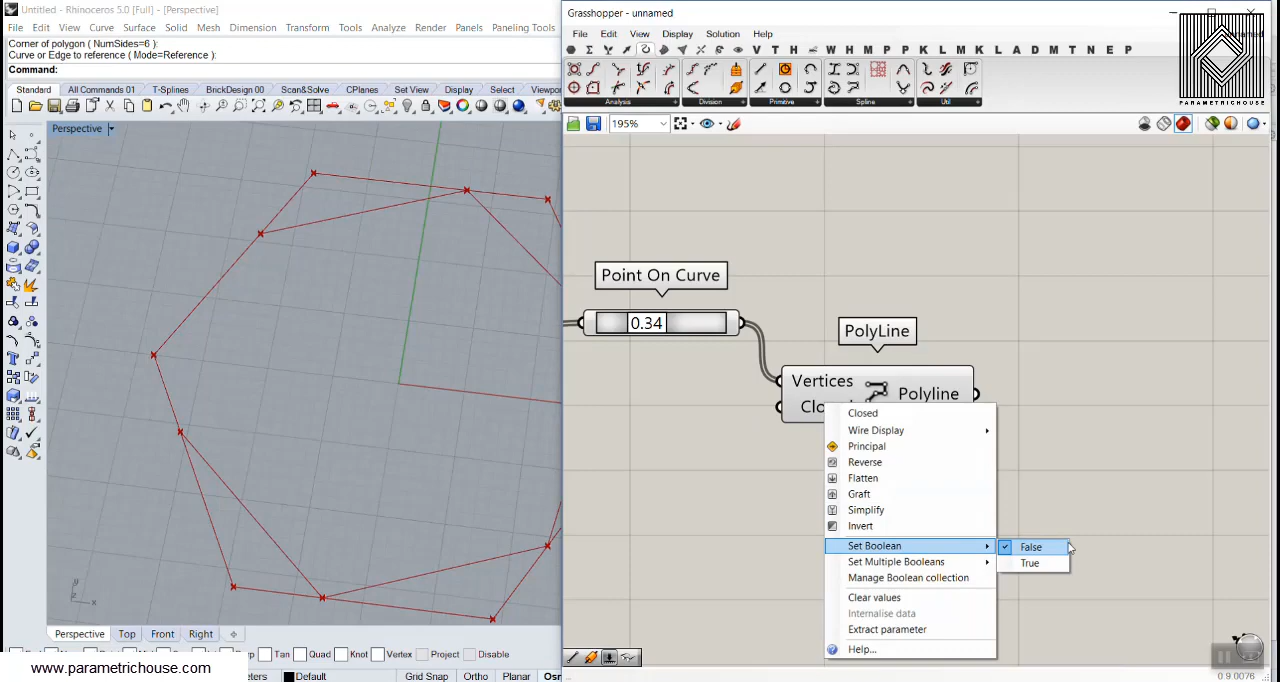 Untitled - Rhinoceros 5.0 [Full] - [Perspective]
File Edit View Curve Surface Solid Mesh Dimension Transform Tools Analyze Render Panels Paneling Tools
Corner of polygon ( NumSides=6 ):
Curve or Edge to reference ( Mode=Reference ):
Command:
Standard All Commands 01 T-Splines BrickDesign 00 Scan&Solve CPlanes Set View Display Select Viewpor
Perspective
y
z x
Perspective Top Front Right
Tan Quad Knot Vertex Project Disable
www.parametrichouse.com
eters Default Grid Snap Ortho Planar Osn
Grasshopper - unnamed
unnamed
File Edit View Display Solution Help
V T H W H M P P K L M K L A D M T N E P
PARAMETRICHOUSE
Analysis Division Primitive Spline Util
195%
Point On Curve
0.34
PolyLine
Vertices
Clo
Polyline
Closed
Wire Display
Principal
Reverse
Flatten
Graft
Simplify
Invert
Set Boolean
False
True
Set Multiple Booleans
Manage Boolean collection
Clear values
Internalise data
Extract parameter
Help...
0.9.0076